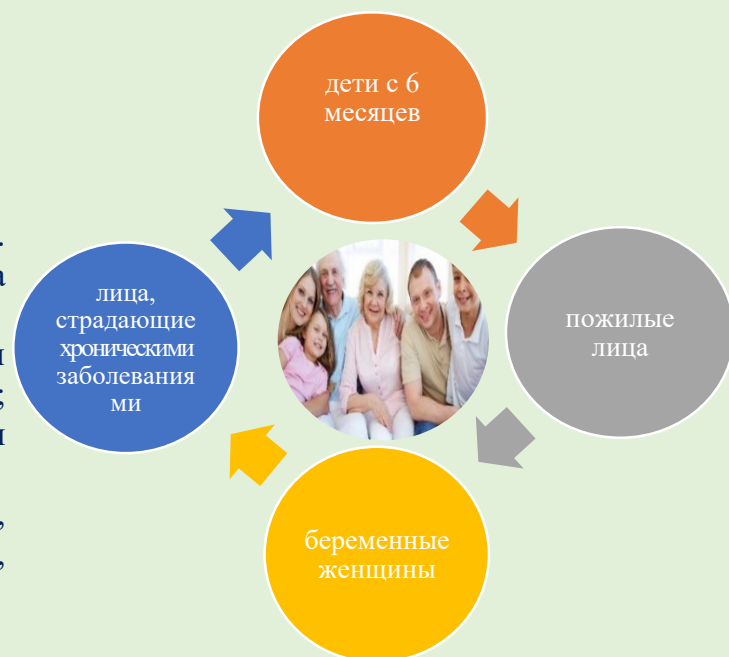 дети с 6
месяцев
пожилые
лица
беременные
женщины
лица,
страдающие
хроническими
заболевания
ми
.
а
и
;
и
,
,